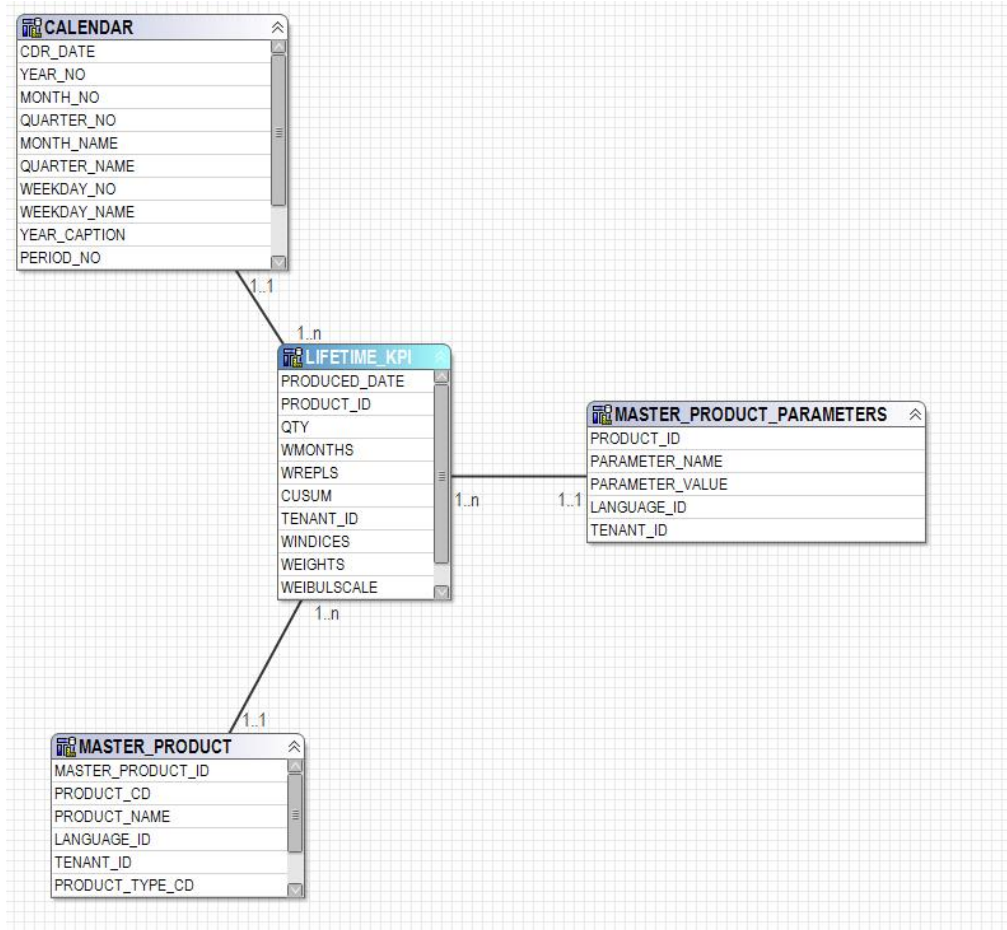 CALENDAR
CDR_DATE
YEAR_NO
MONTH_NO
QUARTER_NO
MONTH_NAME
QUARTER_NAME
WEEKDAY_NO
WEEKDAY_NAME
YEAR_CAPTION
PERIOD_NO
1..1
1..n
LIFETIME_KPI
PRODUCED_DATE
PRODUCT_ID
QTY
WMONTHS
WREPLS
CUSUM
TENANT_ID
WINDICES
WEIGHTS
WEIBULSCALE
1..n
1..1
MASTER_PRODUCT_PARAMETERS
PRODUCT_ID
PARAMETER_NAME
PARAMETER_VALUE
LANGUAGE_ID
TENANT_ID
1..n
1..1
MASTER_PRODUCT
MASTER_PRODUCT_ID
PRODUCT_CD
PRODUCT_NAME
LANGUAGE_ID
TENANT_ID
PRODUCT_TYPE_CD